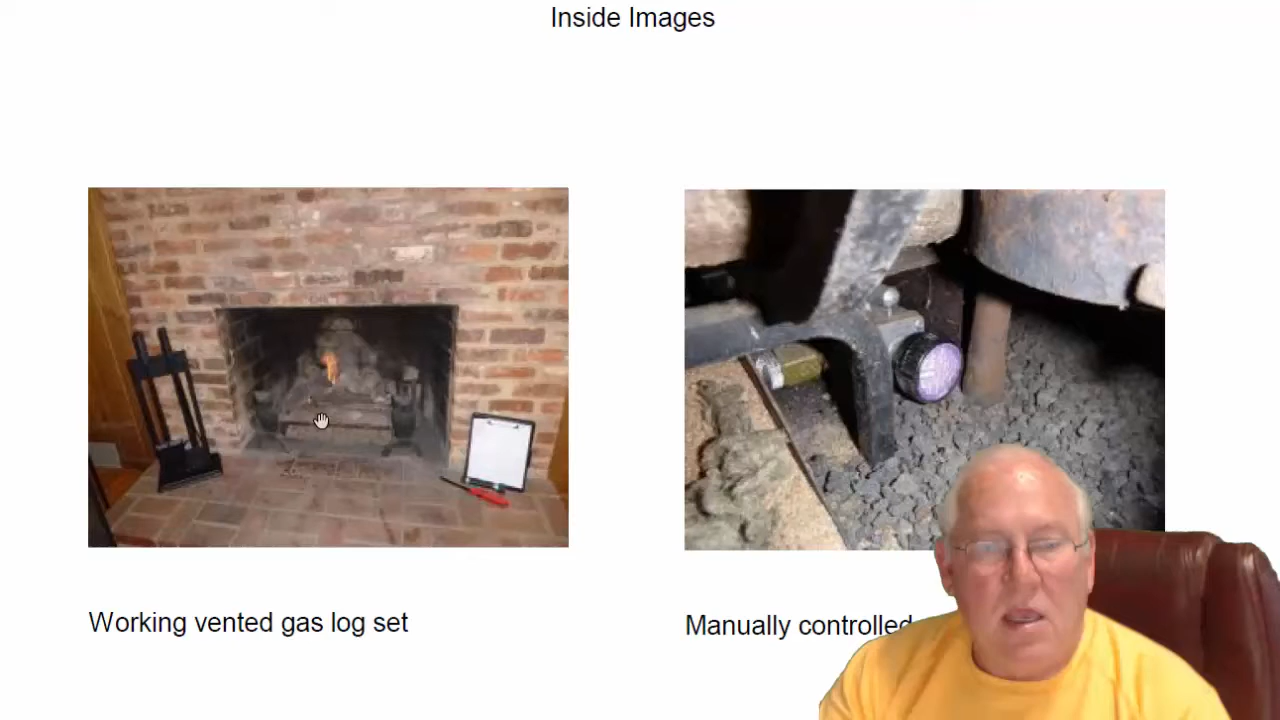 Inside Images
Working vented gas log set
Manually controlled